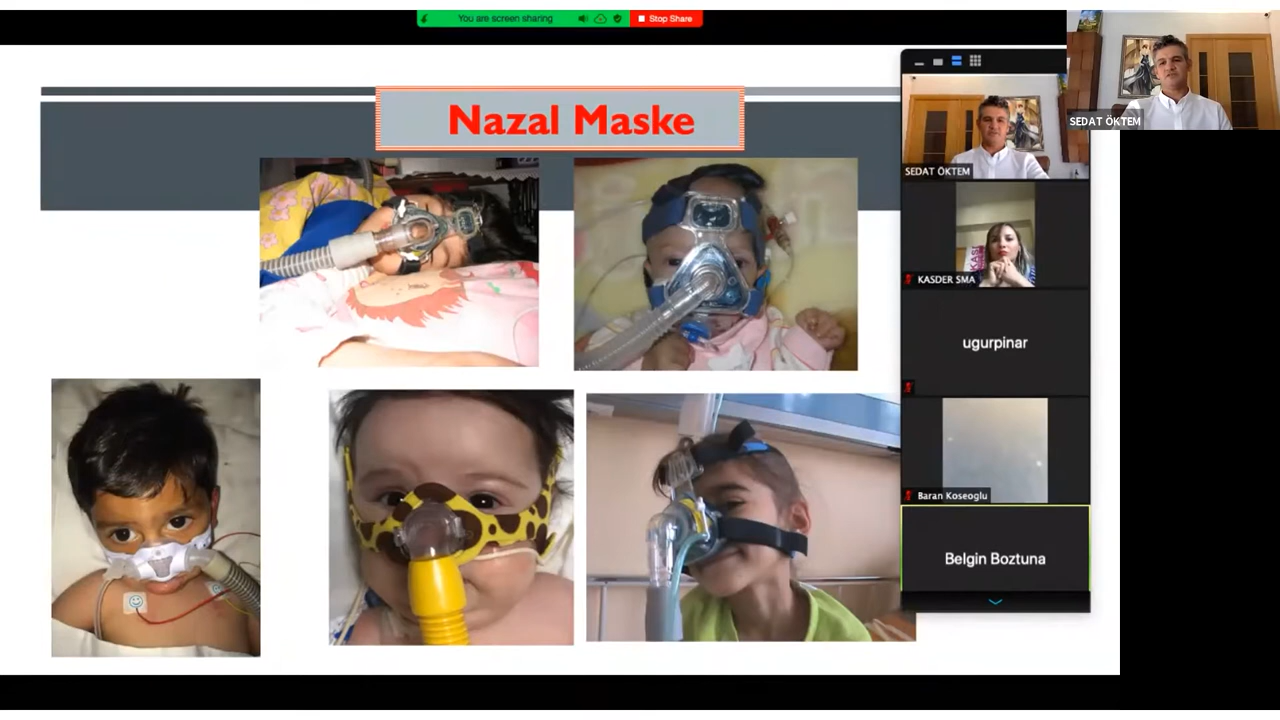 You are screen sharing
Stop Share
Nazal Maske
SEDAT ÖKTEM
SEDAT ÖKTEM
KASDER SMA
ugurpinar
Baran Koseoglu
Belgin Boztuna